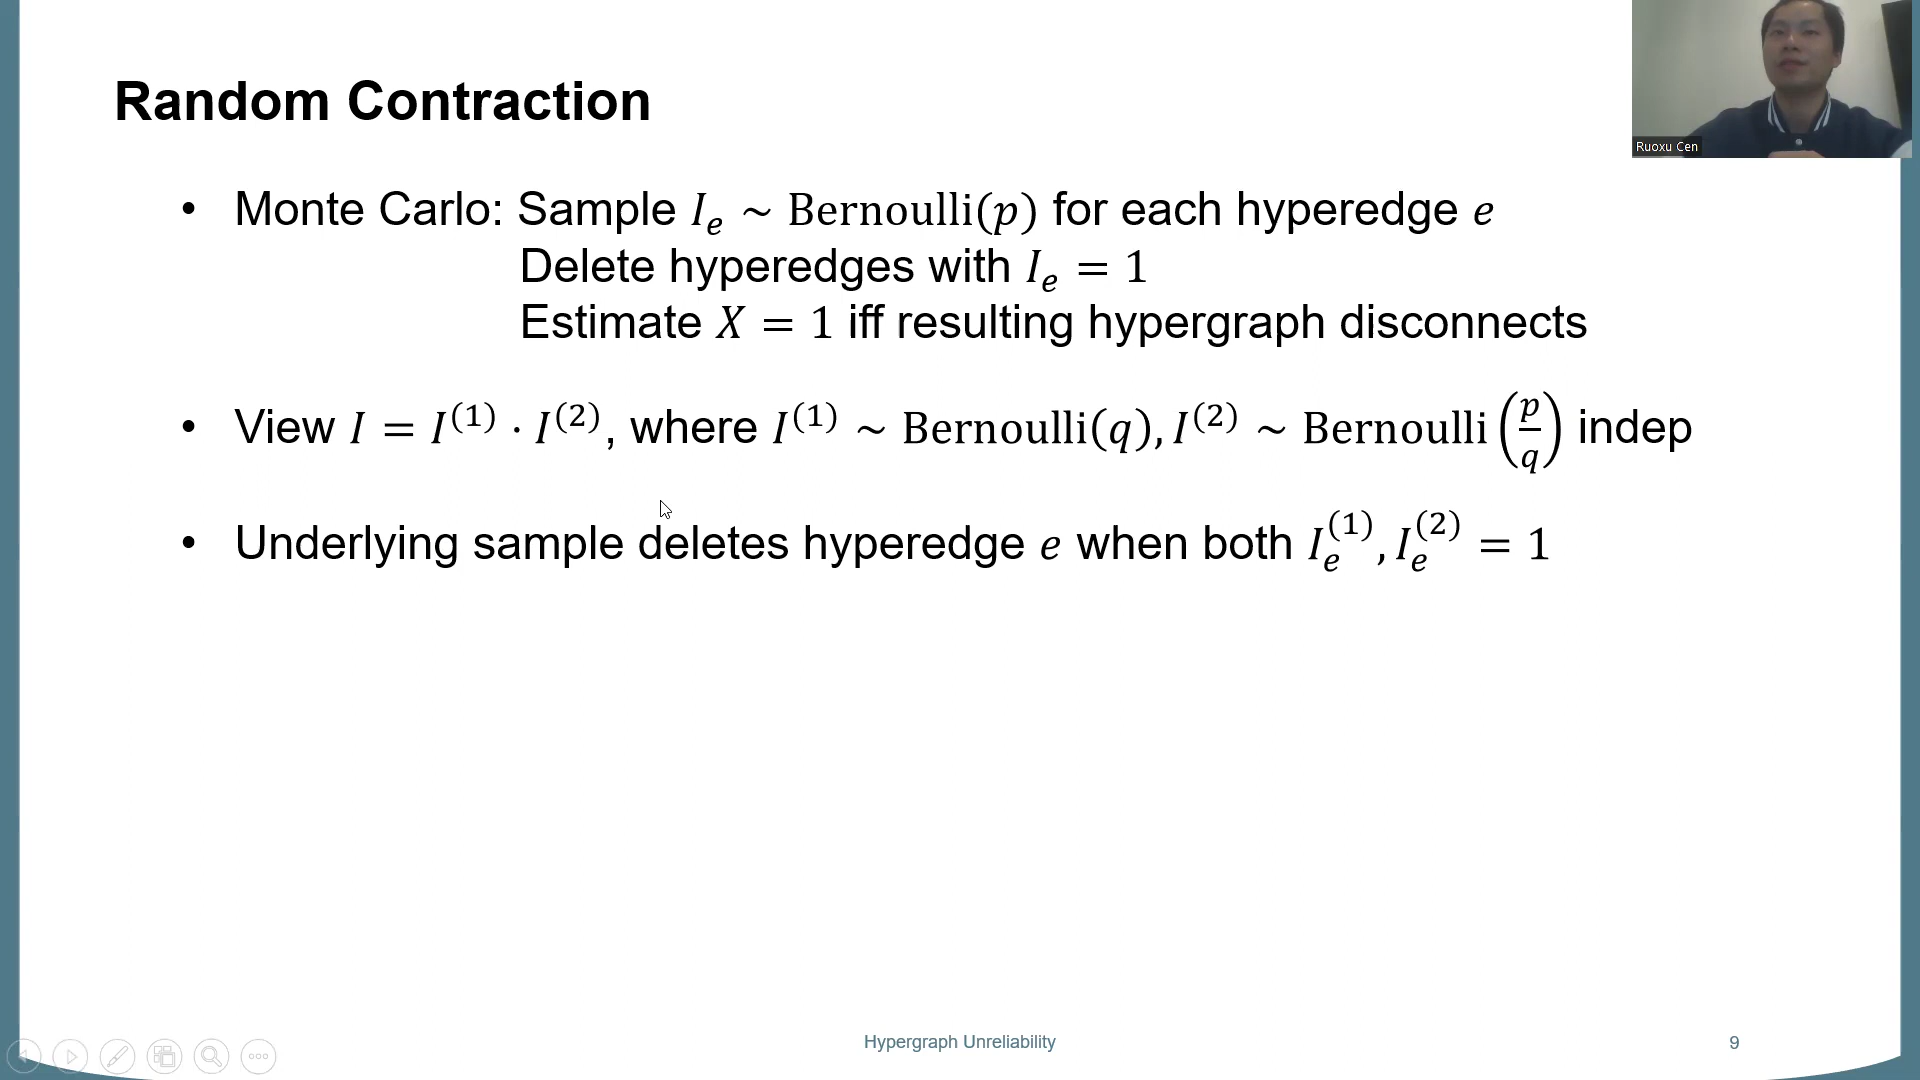 Random Contraction
Ruoxu Cen
• Monte Carlo: Sample I_e ~ Bernoulli(p) for each hyperedge e
Delete hyperedges with I_e = 1
Estimate X = 1 iff resulting hypergraph disconnects
• View I = I^(1) · I^(2), where I^(1) ~ Bernoulli(q), I^(2) ~ Bernoulli(p/q) indep
• Underlying sample deletes hyperedge e when both I_e^(1), I_e^(2) = 1
Hypergraph Unreliability
9